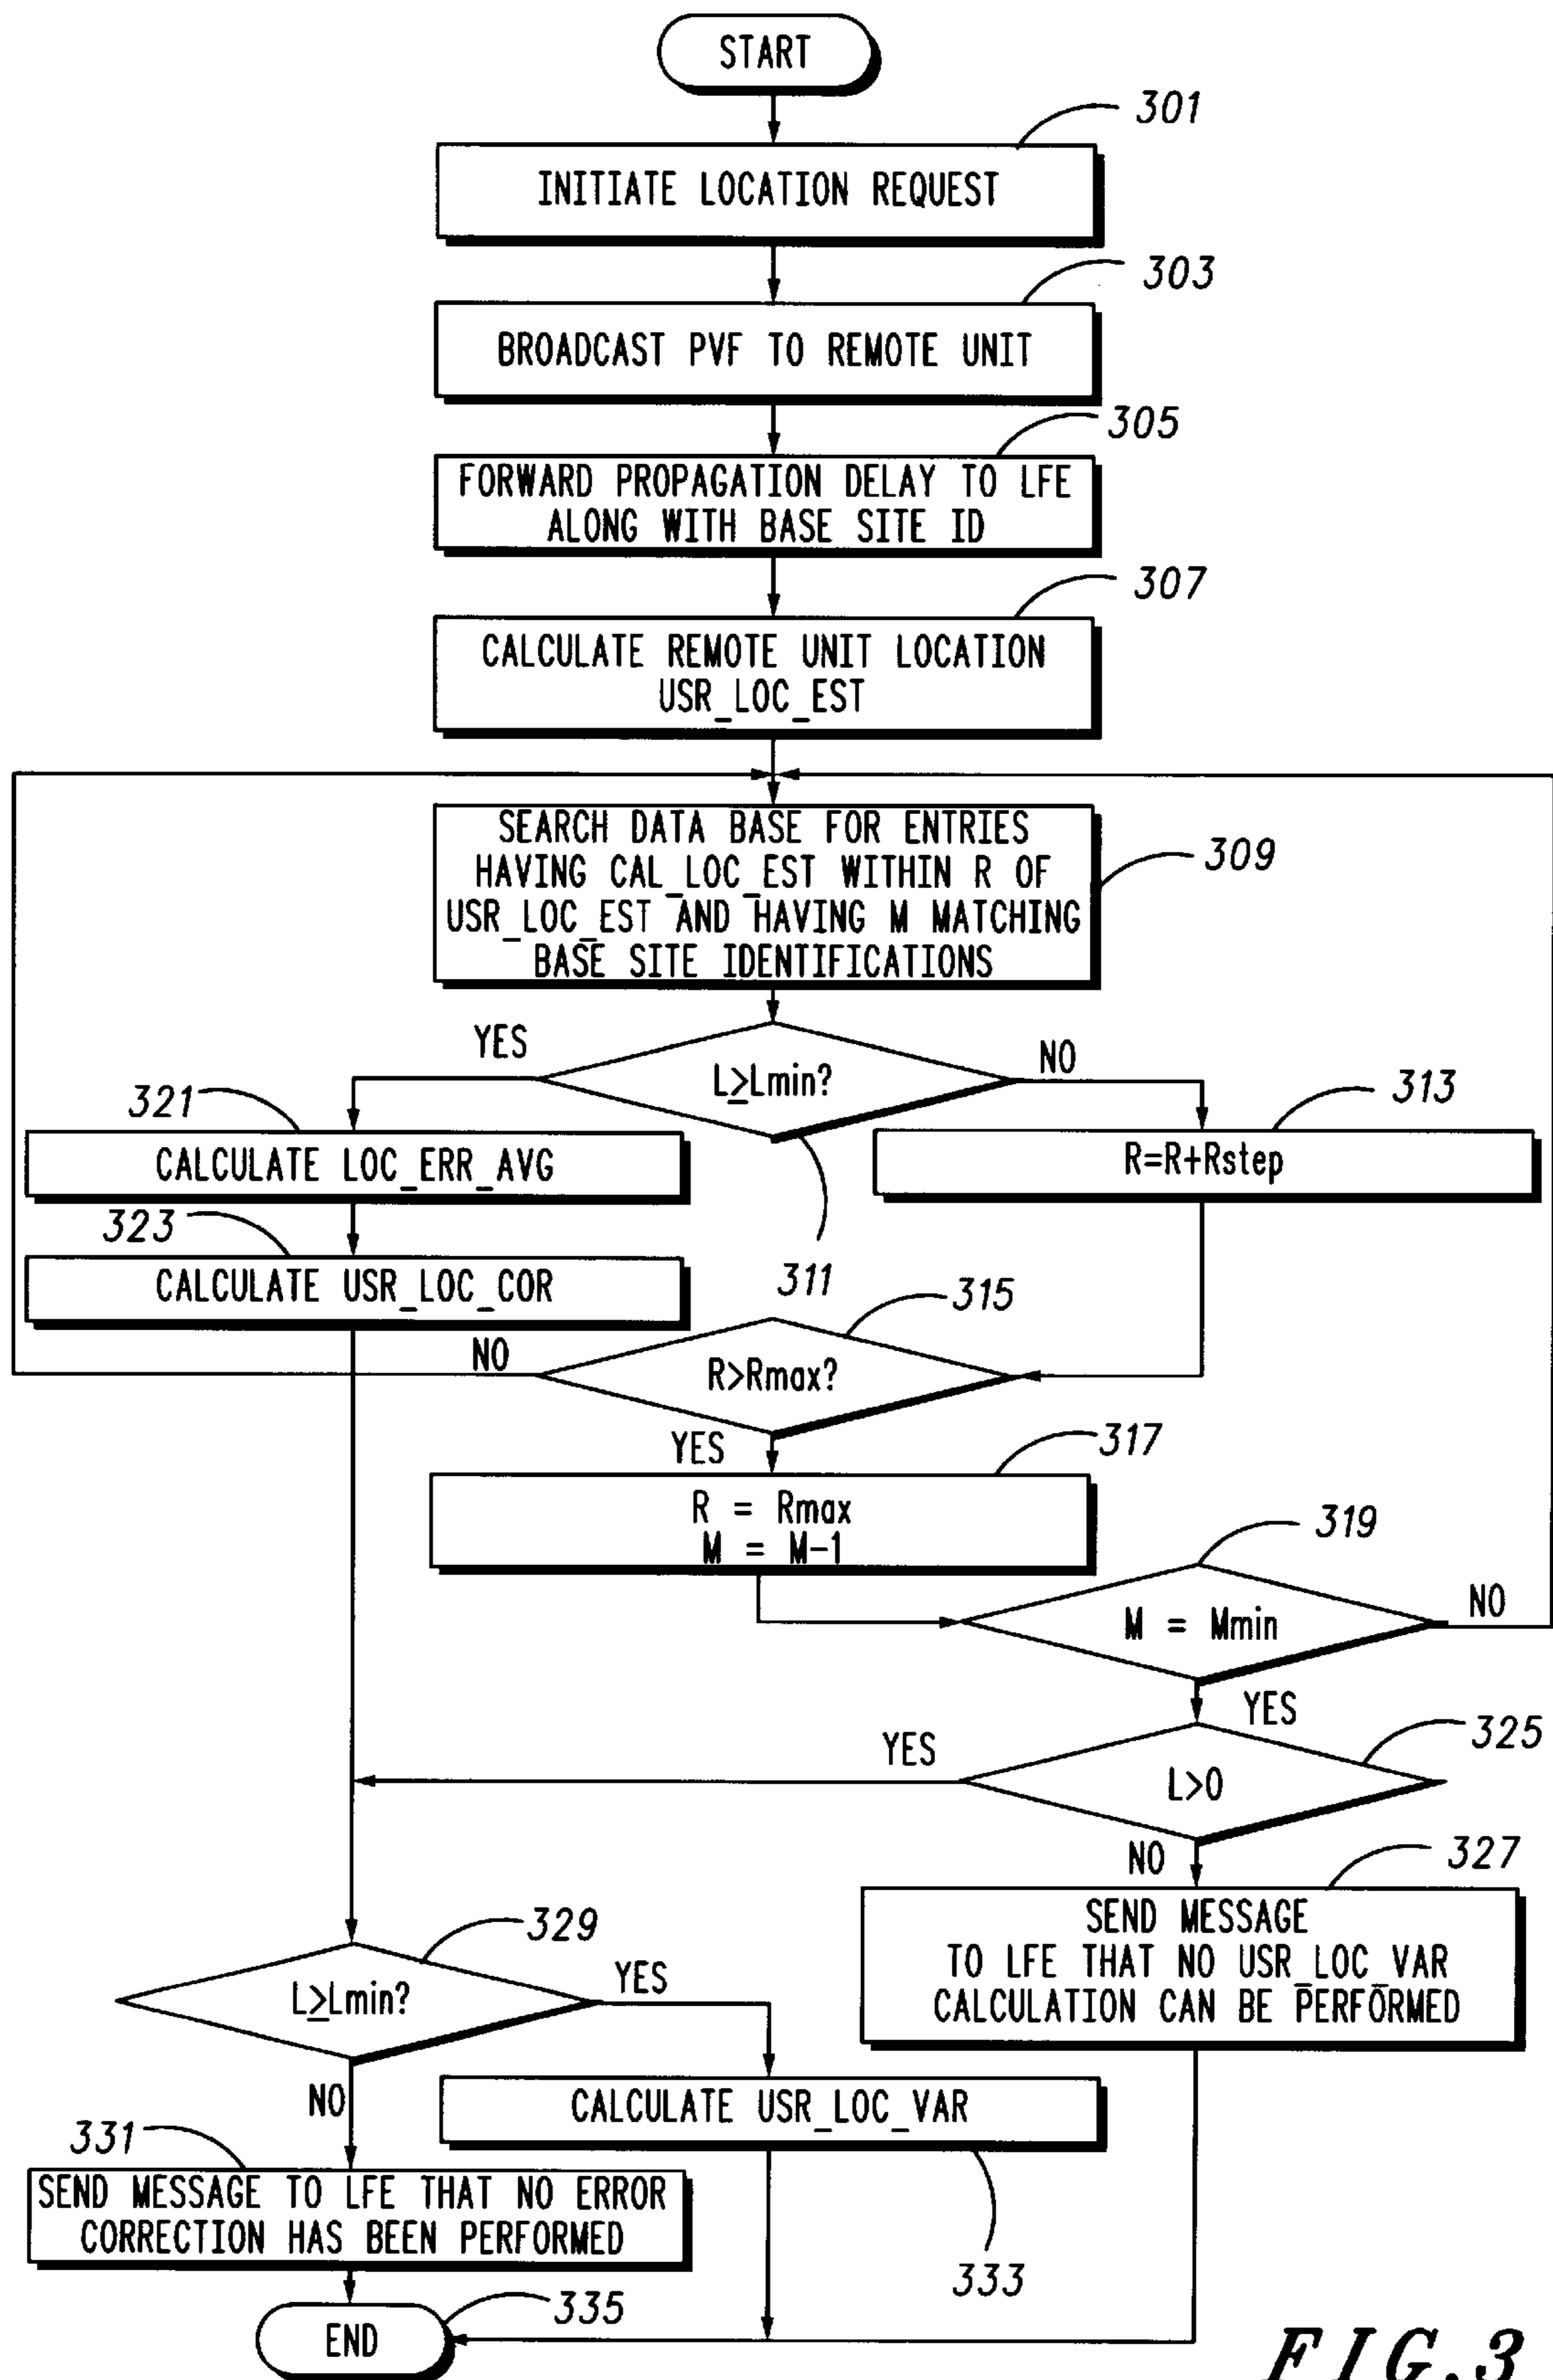 START
301
INITIATE LOCATION REQUEST
303
BROADCAST PVF TO REMOTE UNIT
305
FORWARD PROPAGATION DELAY TO LFE
ALONG WITH BASE SITE ID
307
CALCULATE REMOTE UNIT LOCATION
USR_LOC_EST
SEARCH DATA BASE FOR ENTRIES
HAVING CAL_LOC_EST WITHIN R OF
USR_LOC_EST AND HAVING M MATCHING
BASE SITE IDENTIFICATIONS
309
YES
L≥Lmin?
NO
311
321
CALCULATE LOC_ERR_AVG
313
R=R+Rstep
323
CALCULATE USR_LOC_COR
315
NO
R>Rmax?
YES
317
R = Rmax
M = M-1
319
M = Mmin
NO
YES
325
YES
L>0
NO
327
SEND MESSAGE
TO LFE THAT NO USR_LOC_VAR
CALCULATION CAN BE PERFORMED
329
L≥Lmin?
YES
NO
CALCULATE USR_LOC_VAR
333
331
SEND MESSAGE TO LFE THAT NO ERROR
CORRECTION HAS BEEN PERFORMED
335
END
FIG.3